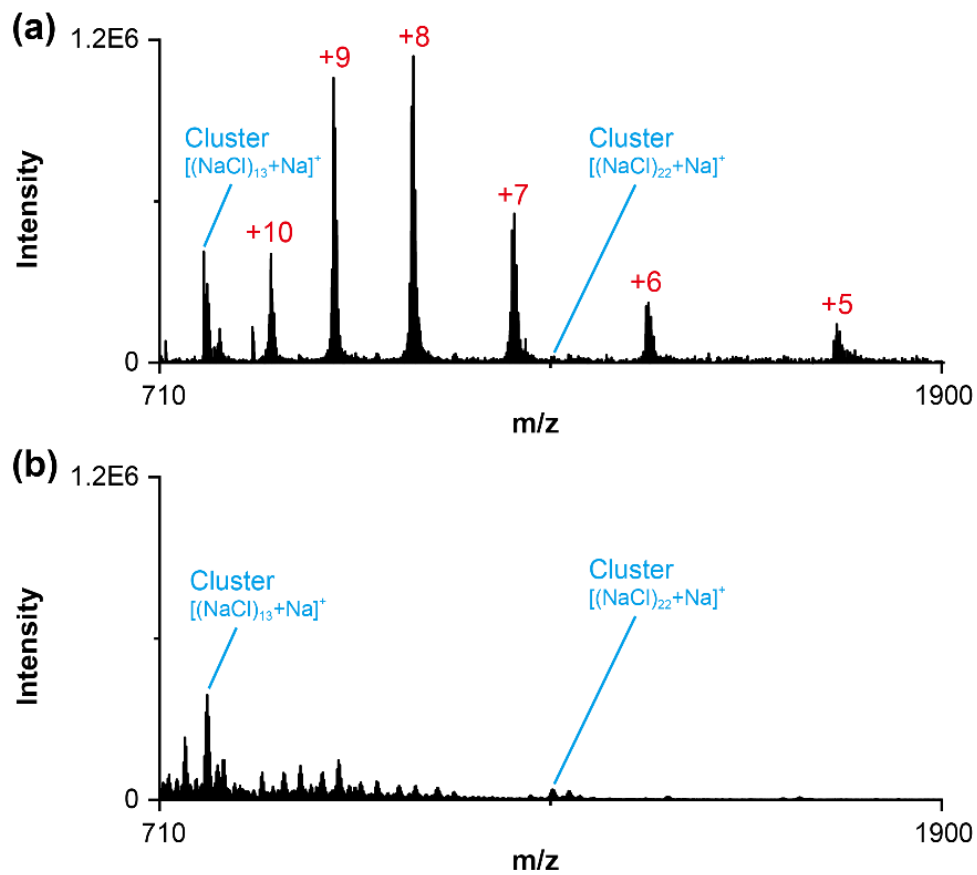 (a)
1.2E6
+9
+8
Cluster
[(NaCl)₁₃+Na]⁺
Cluster
[(NaCl)₂₂+Na]⁺
+10
+7
+6
+5
Intensity
0
710
1900
m/z
(b)
1.2E6
Cluster
[(NaCl)₁₃+Na]⁺
Cluster
[(NaCl)₂₂+Na]⁺
Intensity
0
710
1900
m/z